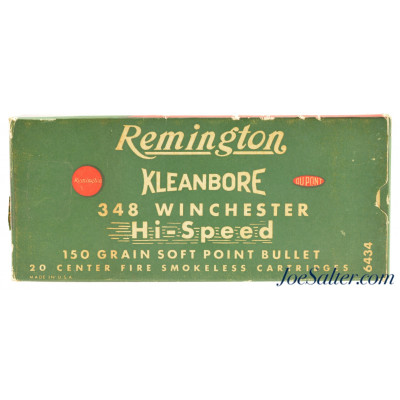 Remington
Remington
KLEANBORE
DUPONT
348 WINCHESTER
Hi-Speed
150 GRAIN SOFT POINT BULLET
20 CENTER FIRE SMOKELESS CARTRIDGES
MADE IN U.S.A.
6434
JoeSalter.com